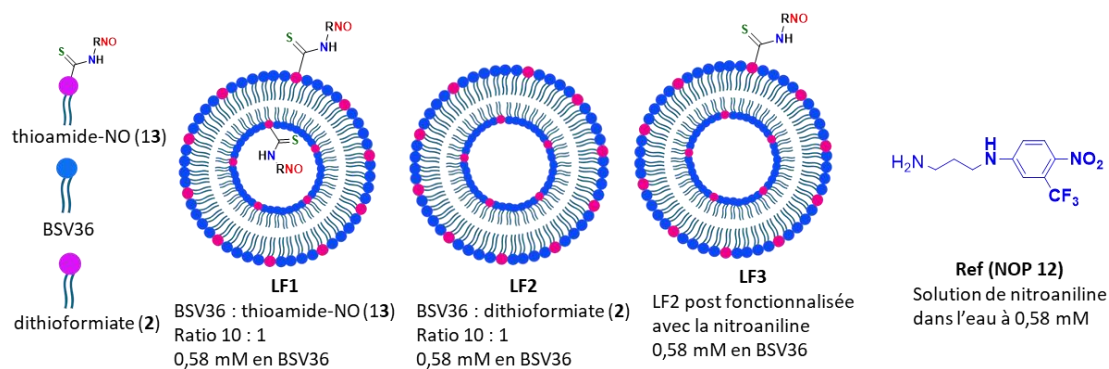 RNO
S
NH
thioamide-NO (13)
BSV36
dithioformiate (2)
RNO
S
NH
S
HN
RNO
LF1
BSV36 : thioamide-NO (13)
Ratio 10 : 1
0,58 mM en BSV36
LF2
BSV36 : dithioformiate (2)
Ratio 10 : 1
0,58 mM en BSV36
RNO
S
NH
LF3
LF2 post fonctionnalisée
avec la nitroaniline
0,58 mM en BSV36
H₂N
H
N
NO₂
CF₃
Ref (NOP 12)
Solution de nitroaniline
dans l’eau à 0,58 mM